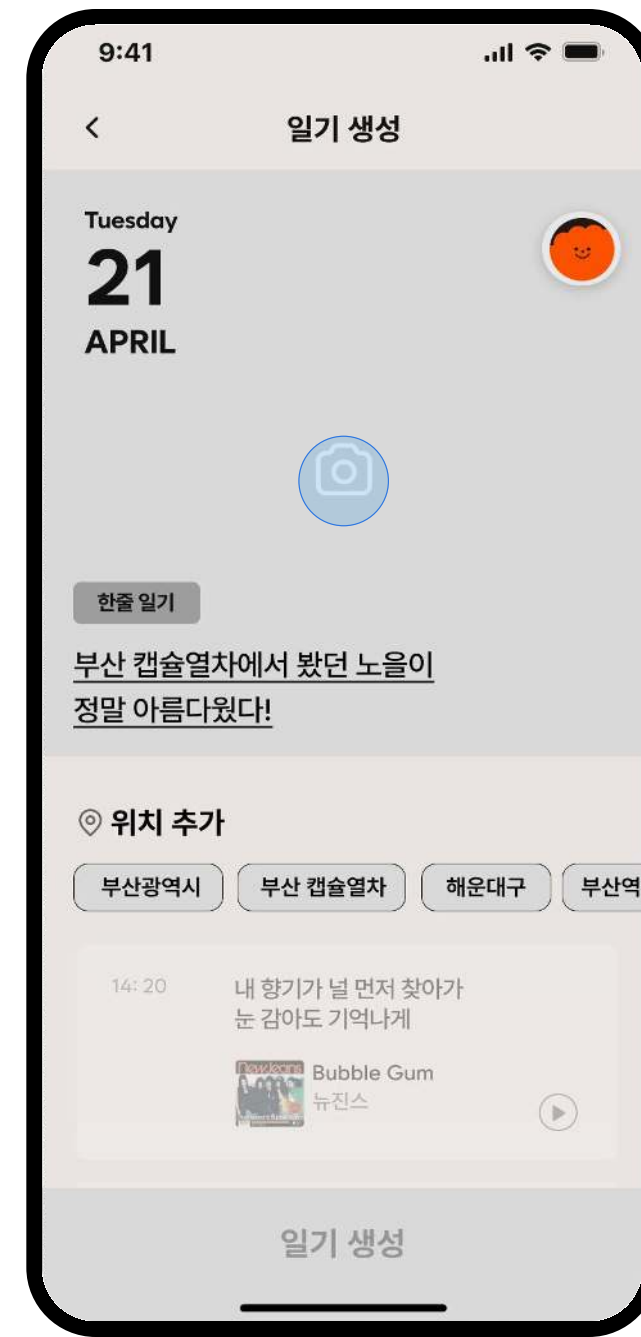 9:41
일기 생성
Tuesday
21
APRIL
한줄 일기
부산 캡슐열차에서 봤던 노을이
정말 아름다웠다!
위치 추가
부산광역시 부산 캡슐열차 해운대구 부산역
14: 20
내 향기가 널 먼저 찾아가
눈 감아도 기억나게
NewJeans
Bubble Gum
뉴진스
일기 생성